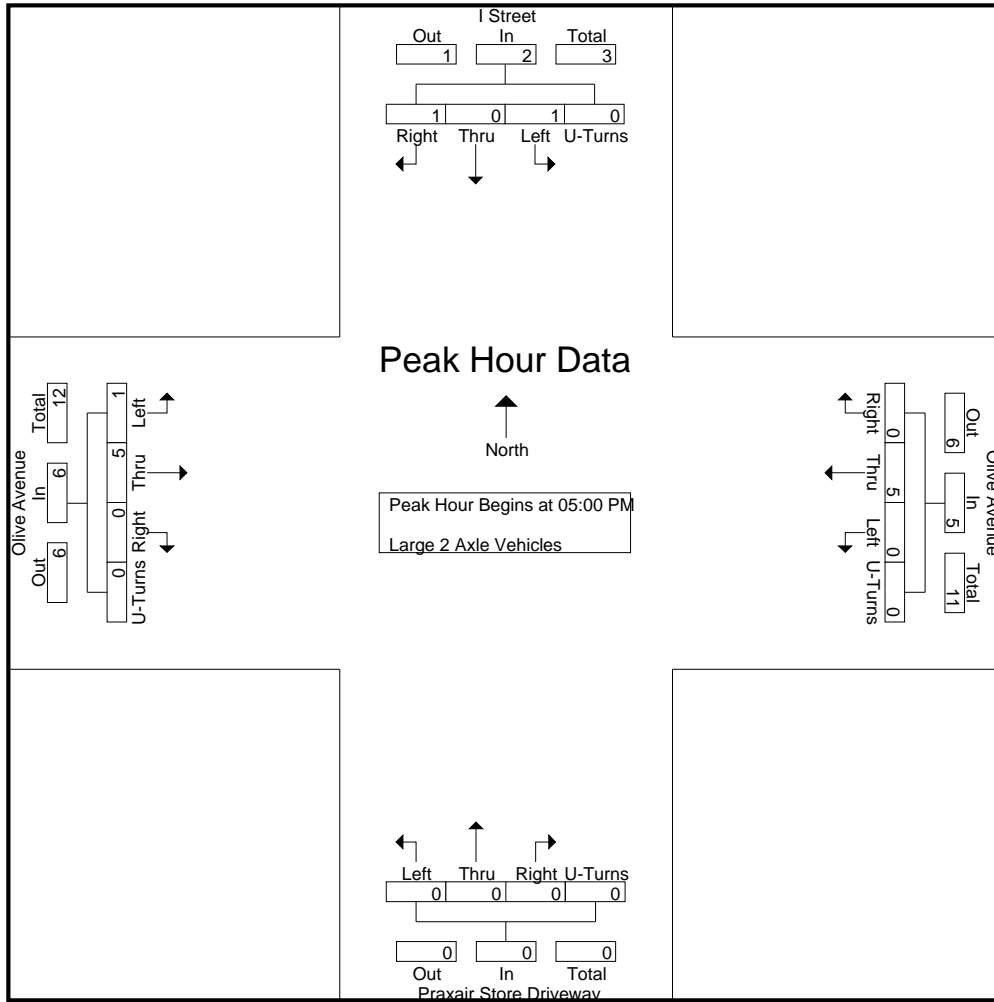 I Street
Out In Total
1 2 3
1 0 1 0
Right Thru Left U-Turns
Peak Hour Data
North
Peak Hour Begins at 05:00 PM
Large 2 Axle Vehicles
Olive Avenue
Total In Out
12 6 6
1 5 0 0
Left Thru Right U-Turns
Olive Avenue
Out In Total
6 5 11
0 5 0 0
Right Thru Left U-Turns
Left Thru Right U-Turns
0 0 0 0
0 0 0
Out In Total
Praxair Store Driveway